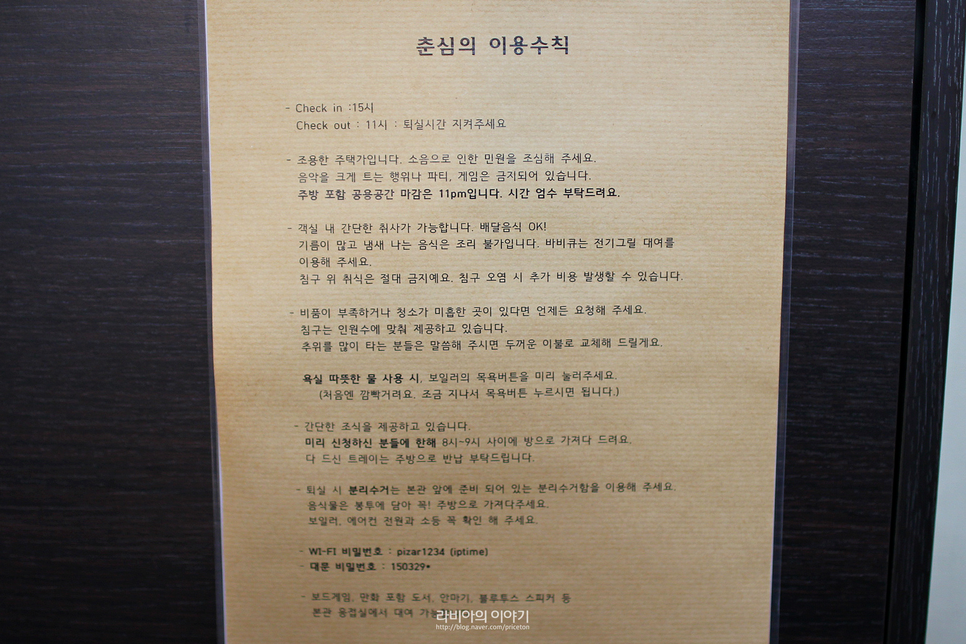 춘심의 이용수칙
- Check in :15시
Check out : 11시 : 퇴실시간 지켜주세요
- 조용한 주택가입니다. 소음으로 인한 민원을 조심해 주세요.
음악을 크게 트는 행위나 파티, 게임은 금지되어 있습니다.
주방 포함 공용공간 마감은 11pm입니다. 시간 엄수 부탁드려요.
- 객실 내 간단한 취사가 가능합니다. 배달음식 OK!
기름이 많고 냄새 나는 음식은 조리 불가입니다. 바비큐는 전기그릴 대여를
이용해 주세요.
침구 위 취식은 절대 금지예요. 침구 오염 시 추가 비용 발생할 수 있습니다.
- 비품이 부족하거나 청소가 미흡한 곳이 있다면 언제든 요청해 주세요.
침구는 인원수에 맞춰 제공하고 있습니다.
추위를 많이 타는 분들은 말씀해 주시면 두꺼운 이불로 교체해 드릴게요.
욕실 따뜻한 물 사용 시, 보일러의 목욕버튼을 미리 눌러주세요.
(처음엔 깜빡거려요. 조금 지나서 목욕버튼 누르시면 됩니다.)
- 간단한 조식을 제공하고 있습니다.
미리 신청하신 분들에 한해 8시~9시 사이에 방으로 가져다 드려요.
다 드신 트레이는 주방으로 반납 부탁드립니다.
- 퇴실 시 분리수거는 본관 앞에 준비 되어 있는 분리수거함을 이용해 주세요.
음식물은 봉투에 담아 꼭! 주방으로 가져다주세요.
보일러, 에어컨 전원과 소등 꼭 확인 해 주세요.
- WI-FI 비밀번호 : pizar1234 (iptime)
- 대문 비밀번호 : 150329*
- 보드게임, 만화 포함 도서, 안마기, 블루투스 스피커 등
본관 응접실에서 대여
라비아의 이야기
http://blog.naver.com/priceton